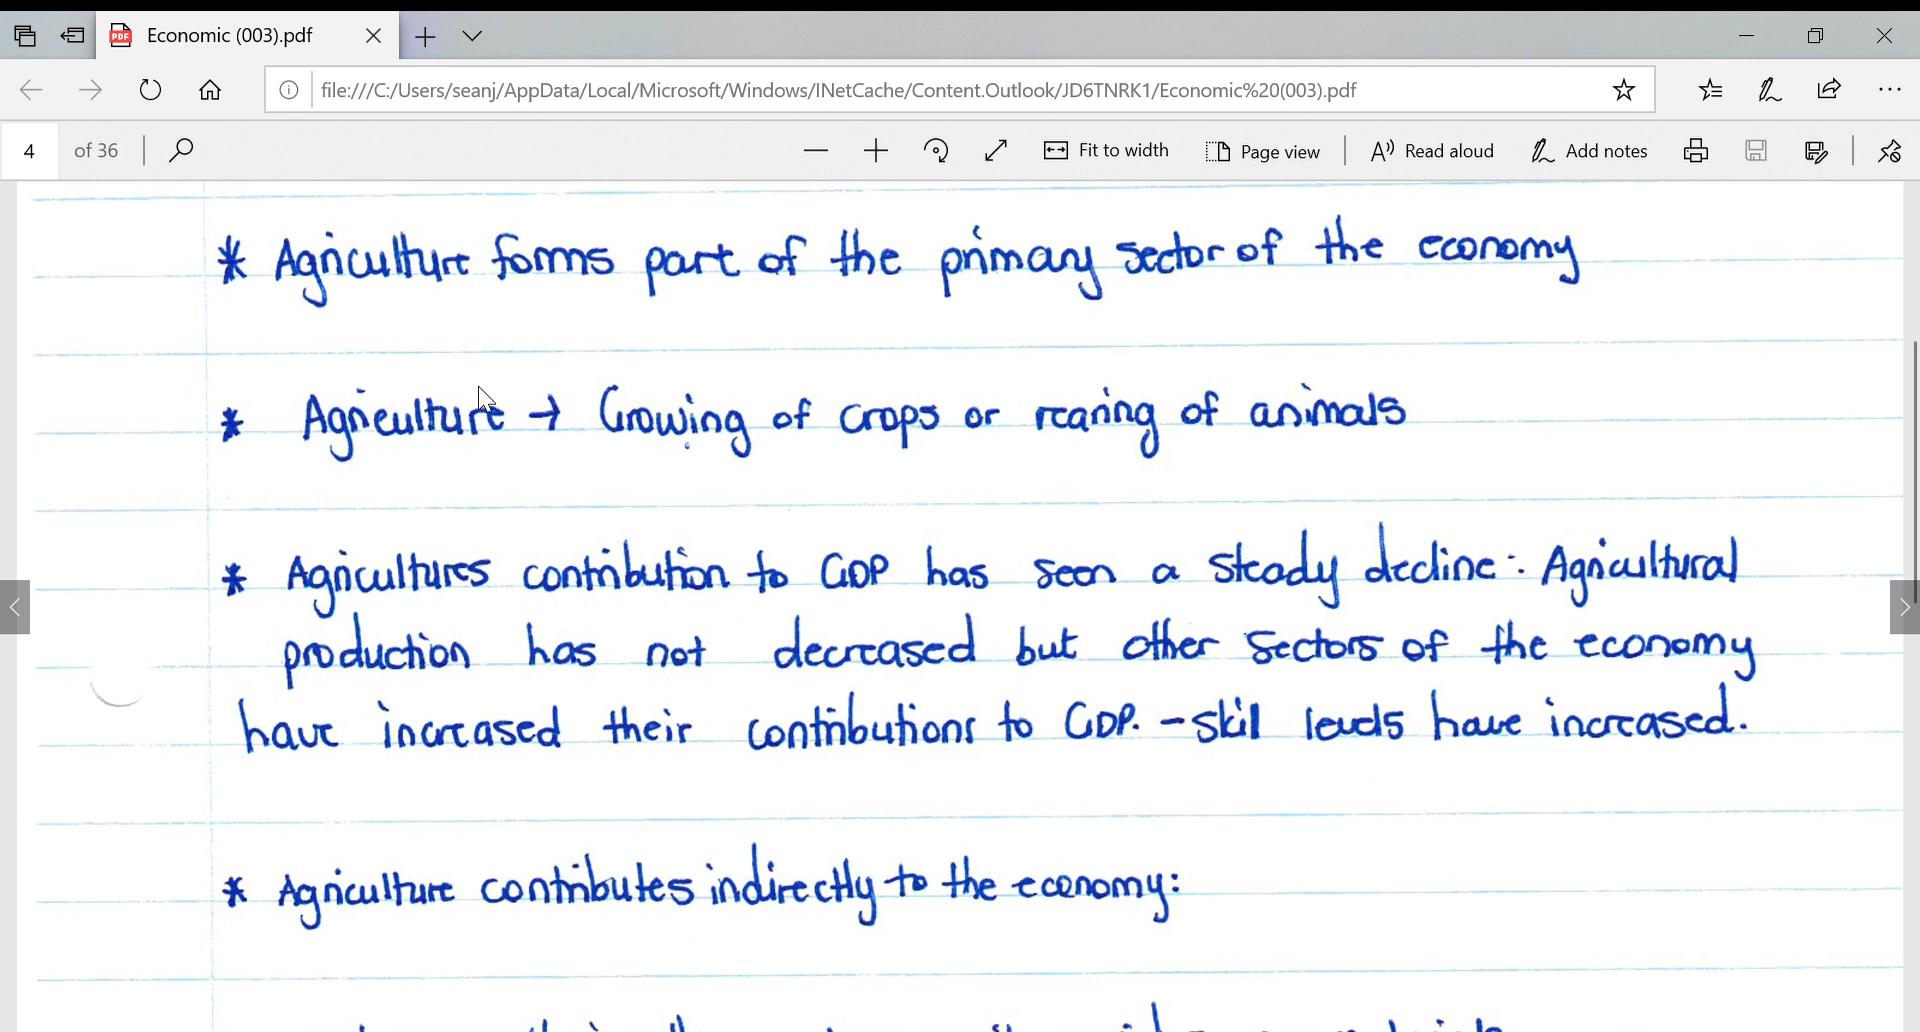 Economic (003).pdf
file:///C:/Users/seanj/AppData/Local/Microsoft/Windows/INetCache/Content.Outlook/JD6TNRK1/Economic%20(003).pdf
4 of 36 Fit to width Page view Read aloud Add notes
* Agriculture forms part of the primary sector of the economy
* Agriculture → Growing of crops or rearing of animals
* Agricultures contribution to GDP has seen a steady decline ∴ Agricultural
production has not decreased but other sectors of the economy
have increased their contributions to GDP. - skil levels have increased.
* Agriculture contributes indirectly to the economy: